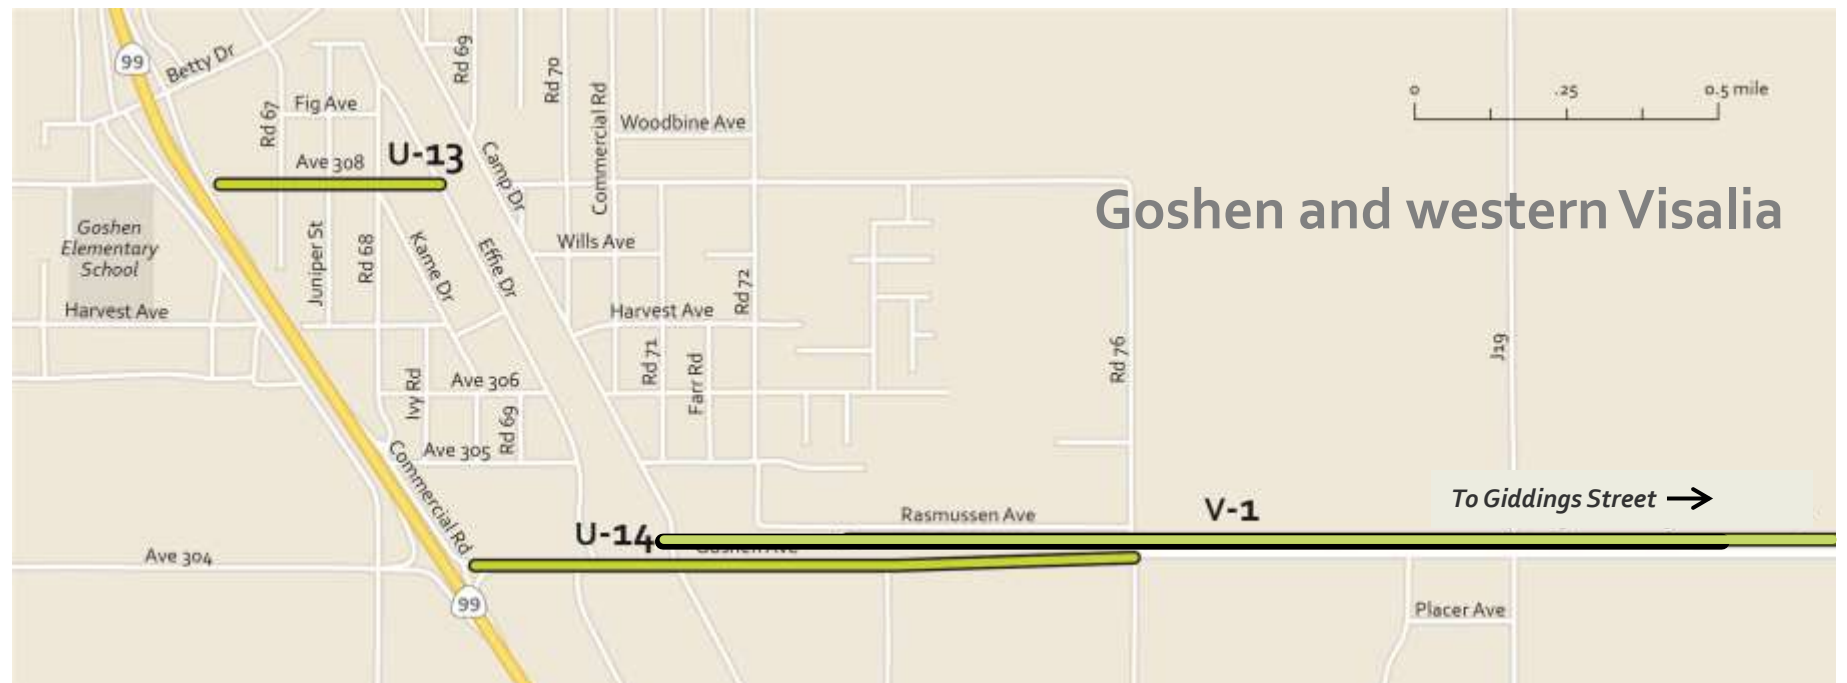 99
Betty Dr
Rd 67
Fig Ave
Ave 308
U-13
Rd 69
Camp Dr
Rd 70
Commercial Rd
Woodbine Ave
0 .25 0.5 mile
Goshen and western Visalia
Goshen
Elementary
School
Juniper St
Rd 68
Kame Dr
Effie Dr
Wills Ave
Rd 72
Harvest Ave
Harvest Ave
Rd 71
Farr Rd
Rd 76
J19
Ivy Rd
Ave 306
Rd 69
Ave 305
Commercial Rd
To Giddings Street
V-1
Rasmussen Ave
U-14
Goshen Ave
Ave 304
99
Placer Ave